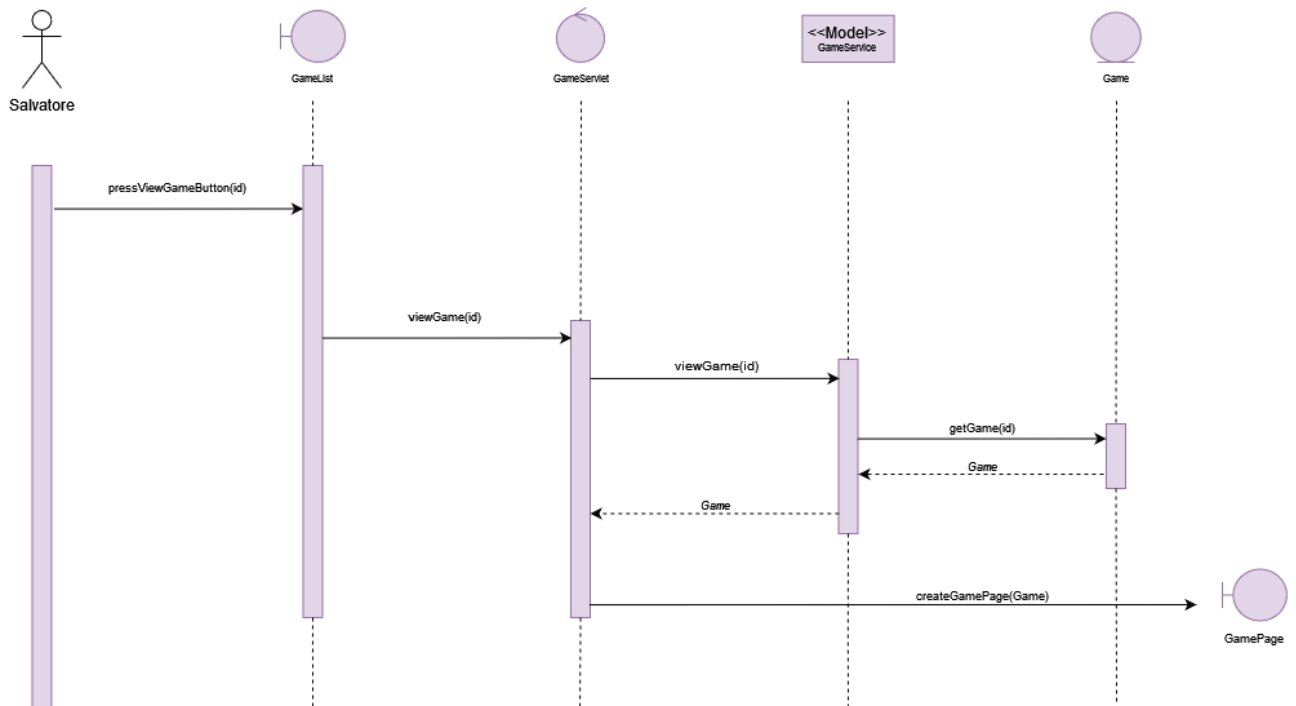 <<Model>>
GameService
GameList
GameServlet
Game
Salvatore
pressViewGameButton(id)
viewGame(id)
viewGame(id)
getGame(id)
Game
Game
createGamePage(Game)
GamePage